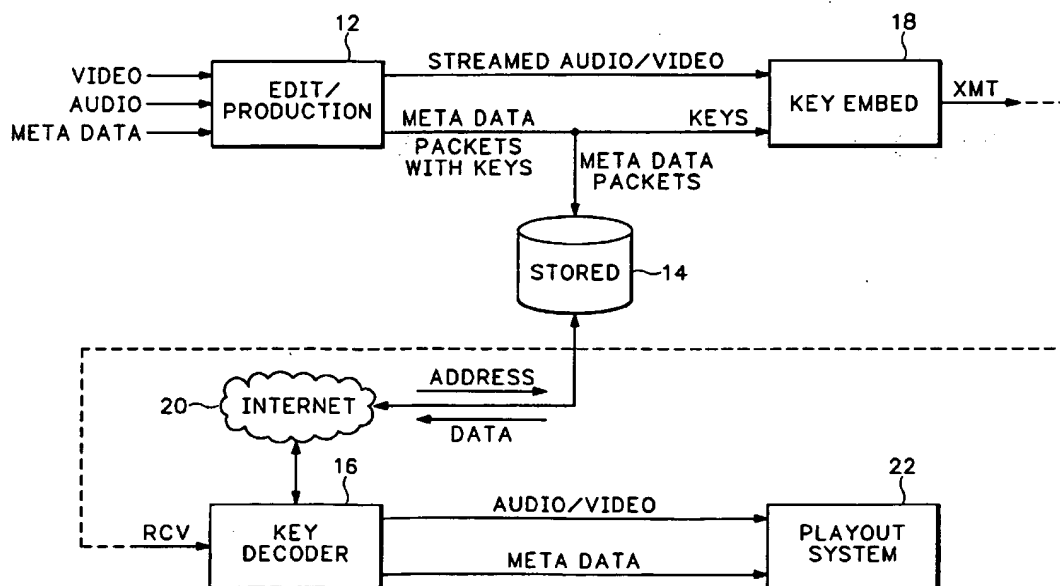 12
18
VIDEO
AUDIO
META DATA
EDIT/
PRODUCTION
STREAMED AUDIO/VIDEO
META DATA
PACKETS
WITH KEYS
KEYS
META DATA
PACKETS
KEY EMBED
XMT
STORED
14
ADDRESS
20
INTERNET
DATA
16
22
RCV
KEY
DECODER
AUDIO/VIDEO
META DATA
PLAYOUT
SYSTEM